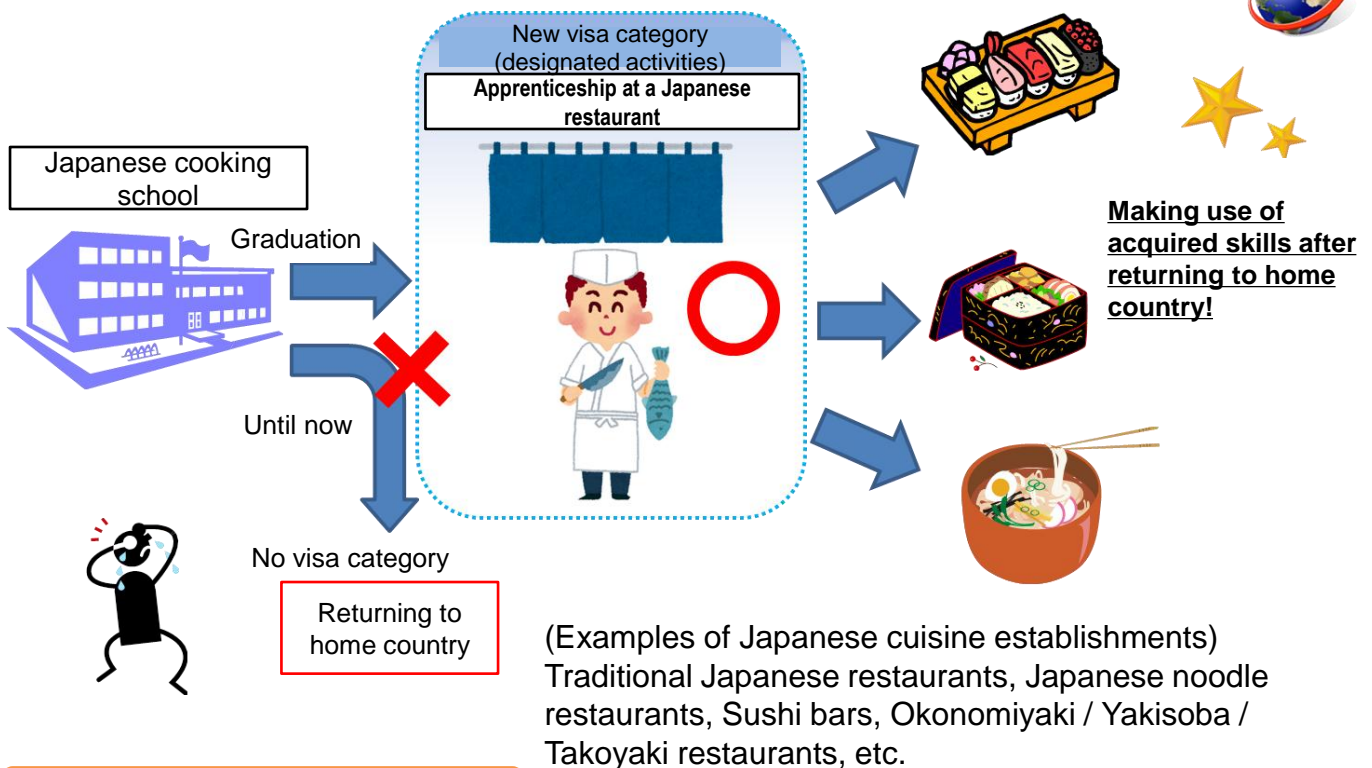 New visa category
(designated activities)
Apprenticeship at a Japanese
restaurant
Japanese cooking
school
Graduation
Until now
No visa category
Returning to
home country
Making use of
acquired skills after
returning to home
country!
(Examples of Japanese cuisine establishments)
Traditional Japanese restaurants, Japanese noodle
restaurants, Sushi bars, Okonomiyaki / Yakisoba /
Takoyaki restaurants, etc.